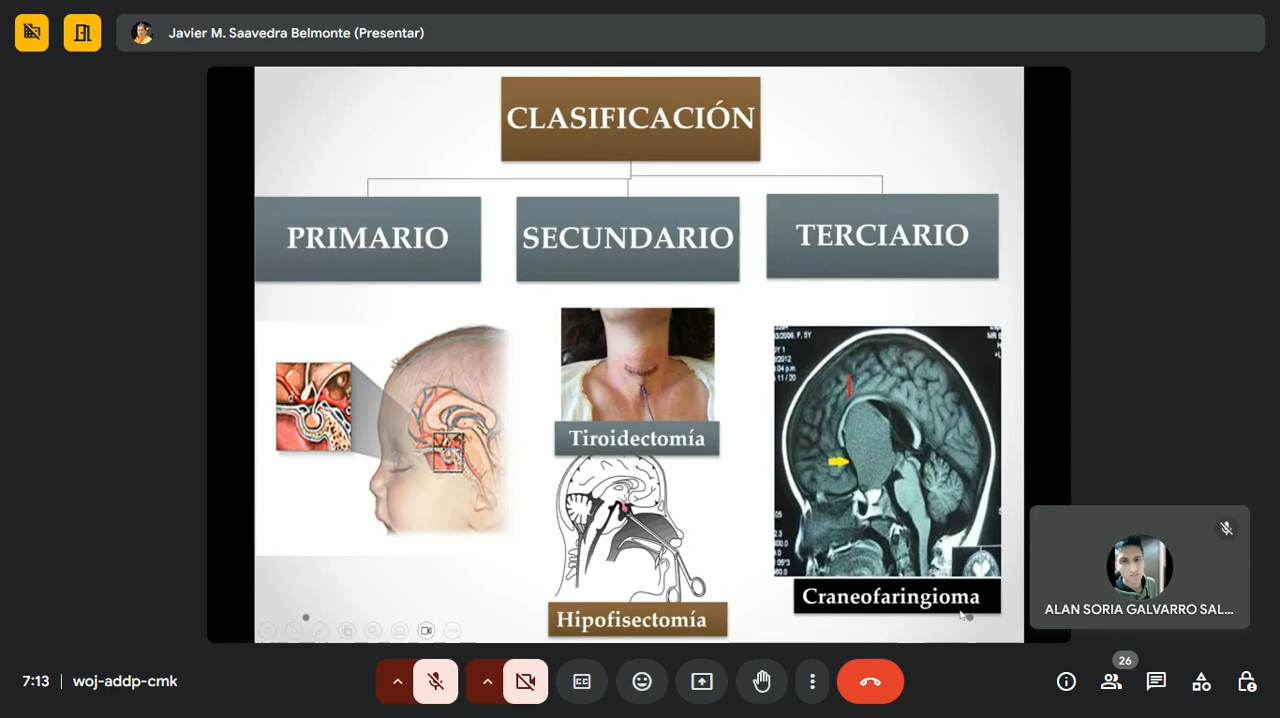 Javier M. Saavedra Belmonte (Presentar)
CLASIFICACIÓN
PRIMARIO
SECUNDARIO
TERCIARIO
Tiroidectomía
Hipofisectomía
Craneofaringioma
ALAN SORIA GALVARRO SAL...
7:13
woj-addp-cmk
26